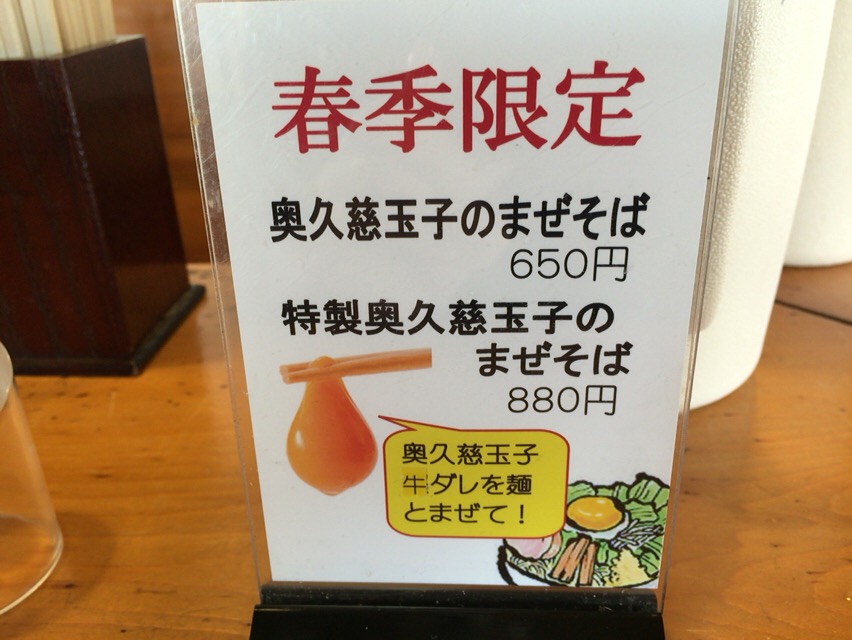 春季限定
奥久慈玉子のまぜそば
650円
特製奥久慈玉子の
まぜそば
880円
奥久慈玉子
牛ダレを麺
とまぜて！